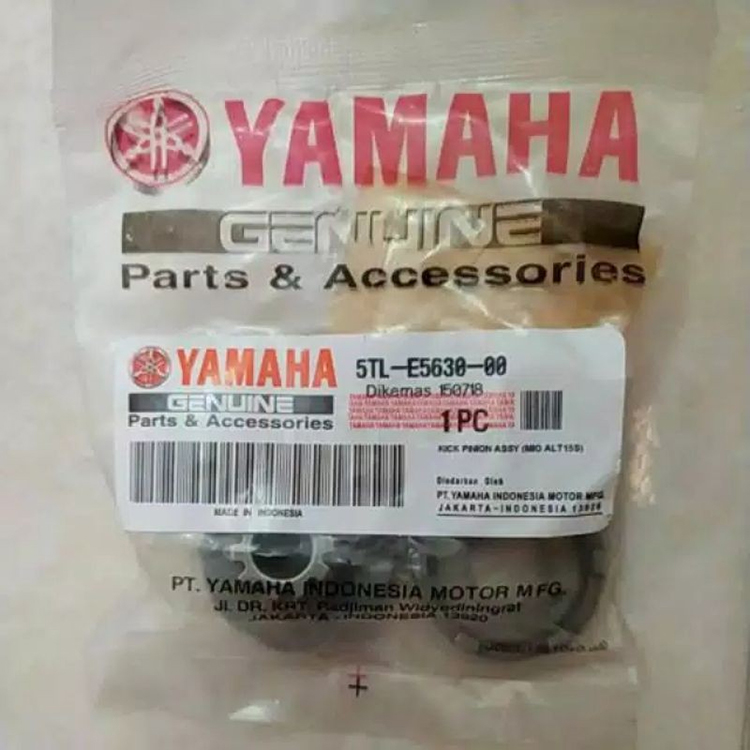 YAMAHA
GENUINE
Parts & Accessories
YAMAHA
GENUINE
Parts & Accessories
5TL-E5630-00
Dikemas 150718
1 PC
KICK PINION ASSY (MIO ALT15S)
MADE IN INDONESIA
Diedarkan Oleh
PT. YAMAHA INDONESIA MOTOR MFG.
JAKARTA-INDONESIA 13920
PT. YAMAHA INDONESIA MOTOR MFG.
Jl. DR. KRT. Radjiman Widyediningrat
JAKARTA - INDONESIA 13920